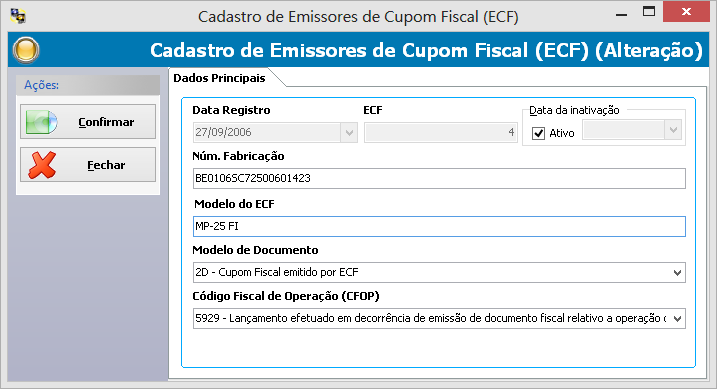 Cadastro de Emissores de Cupom Fiscal (ECF)
Cadastro de Emissores de Cupom Fiscal (ECF) (Alteração)
Ações:
Confirmar
Fechar
Dados Principais
Data Registro ECF Data da inativação
27/09/2006 4 Ativo
Núm. Fabricação
BE0106SC72500601423
Modelo do ECF
MP-25 FI
Modelo de Documento
2D - Cupom Fiscal emitido por ECF
Código Fiscal de Operação (CFOP)
5929 - Lançamento efetuado em decorrência de emissão de documento fiscal relativo a operação